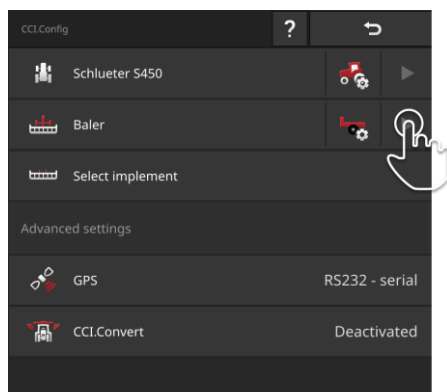 CCI.Config ?
Schlueter S450
Baler
Select implement
Advanced settings
GPS RS232 - serial
CCI.Convert Deactivated